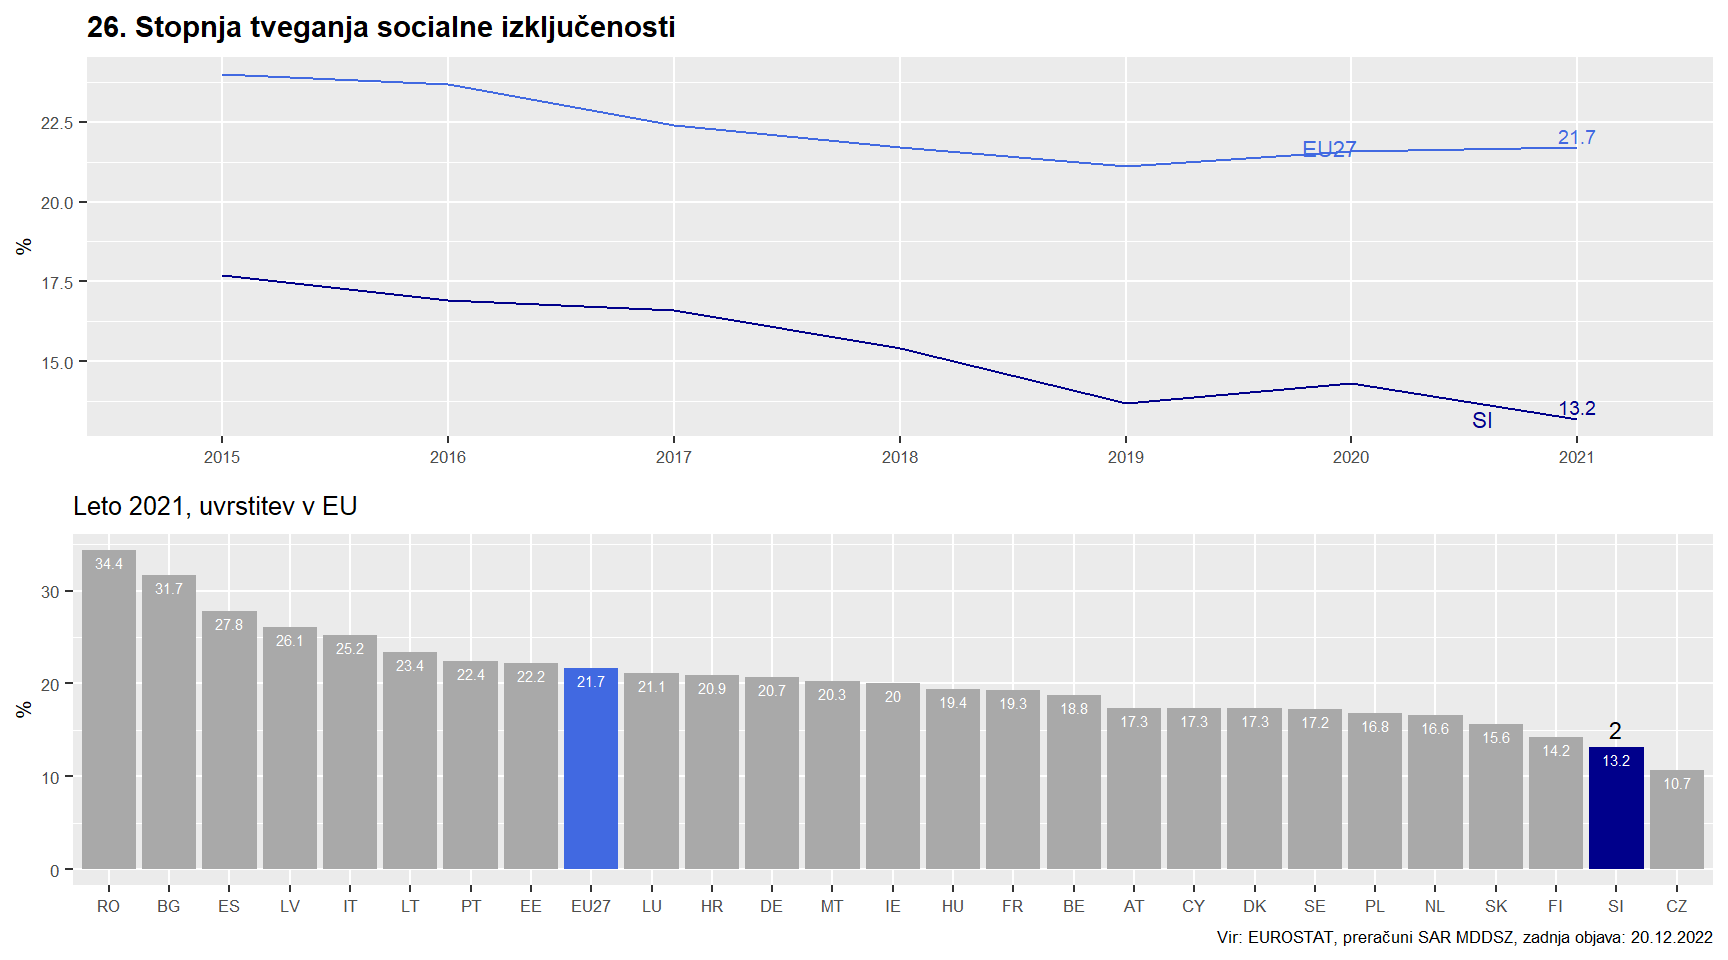 26. Stopnja tveganja socialne izključenosti
22.5
20.0
17.5
15.0
%
EU27
21.7
SI
13.2
2015 2016 2017 2018 2019 2020 2021
Leto 2021, uvrstitev v EU
30
20
10
0
%
34.4 31.7 27.8 26.1 25.2 23.4 22.4 22.2 21.7 21.1 20.9 20.7 20.3 20 19.4 19.3 18.8 17.3 17.3 17.3 17.2 16.8 16.6 15.6 14.2 13.2 10.7
2
RO BG ES LV IT LT PT EE EU27 LU HR DE MT IE HU FR BE AT CY DK SE PL NL SK FI SI CZ
Vir: EUROSTAT, preračuni SAR MDDSZ, zadnja objava: 20.12.2022